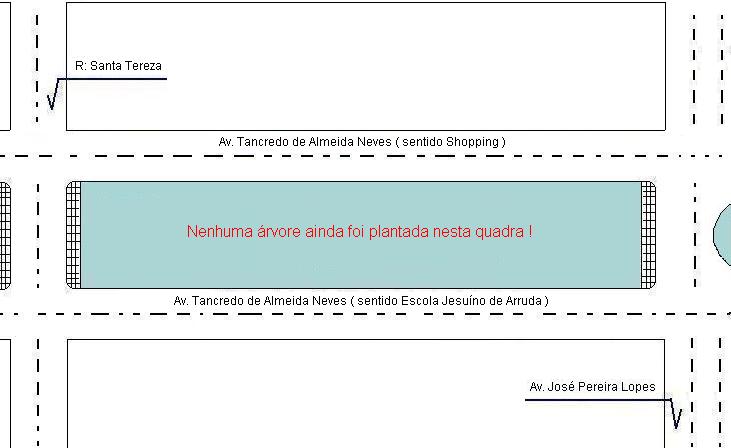 R: Santa Tereza
Av. Tancredo de Almeida Neves ( sentido Shopping )
Nenhuma árvore ainda foi plantada nesta quadra !
Av. Tancredo de Almeida Neves ( sentido Escola Jesuíno de Arruda )
Av. José Pereira Lopes